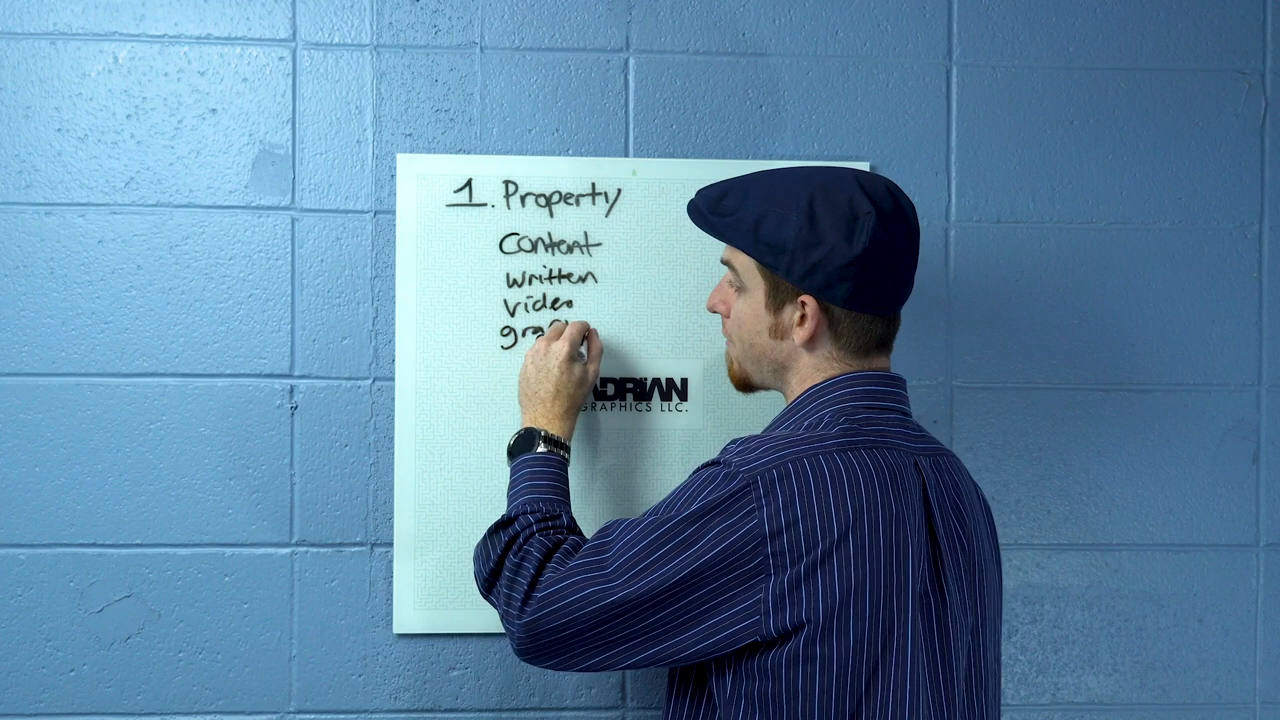 1. Property
Content
written
video
ADRIAN
GRAPHICS LLC.